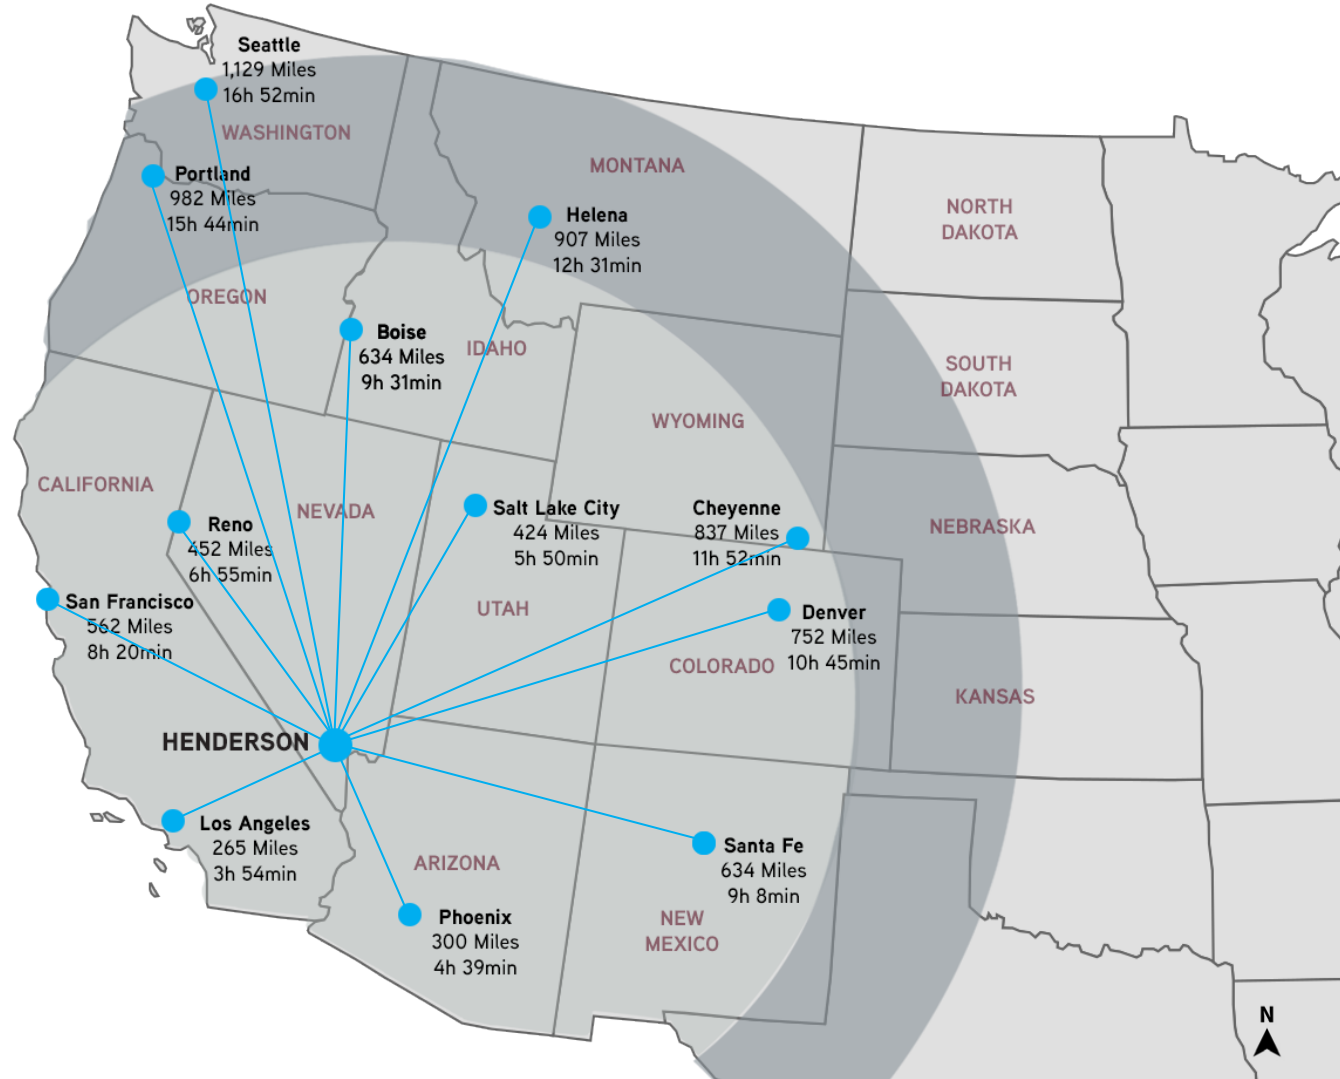 Seattle
1,129 Miles
16h 52min
WASHINGTON
Portland
982 Miles
15h 44min
MONTANA
Helena
907 Miles
12h 31min
NORTH
DAKOTA
OREGON
Boise
634 Miles
9h 31min
IDAHO
SOUTH
DAKOTA
WYOMING
CALIFORNIA
NEVADA
Reno
452 Miles
6h 55min
Salt Lake City
424 Miles
5h 50min
Cheyenne
837 Miles
11h 52min
NEBRASKA
San Francisco
562 Miles
8h 20min
UTAH
Denver
752 Miles
10h 45min
COLORADO
KANSAS
HENDERSON
Los Angeles
265 Miles
3h 54min
ARIZONA
Santa Fe
634 Miles
9h 8min
Phoenix
300 Miles
4h 39min
NEW
MEXICO
N